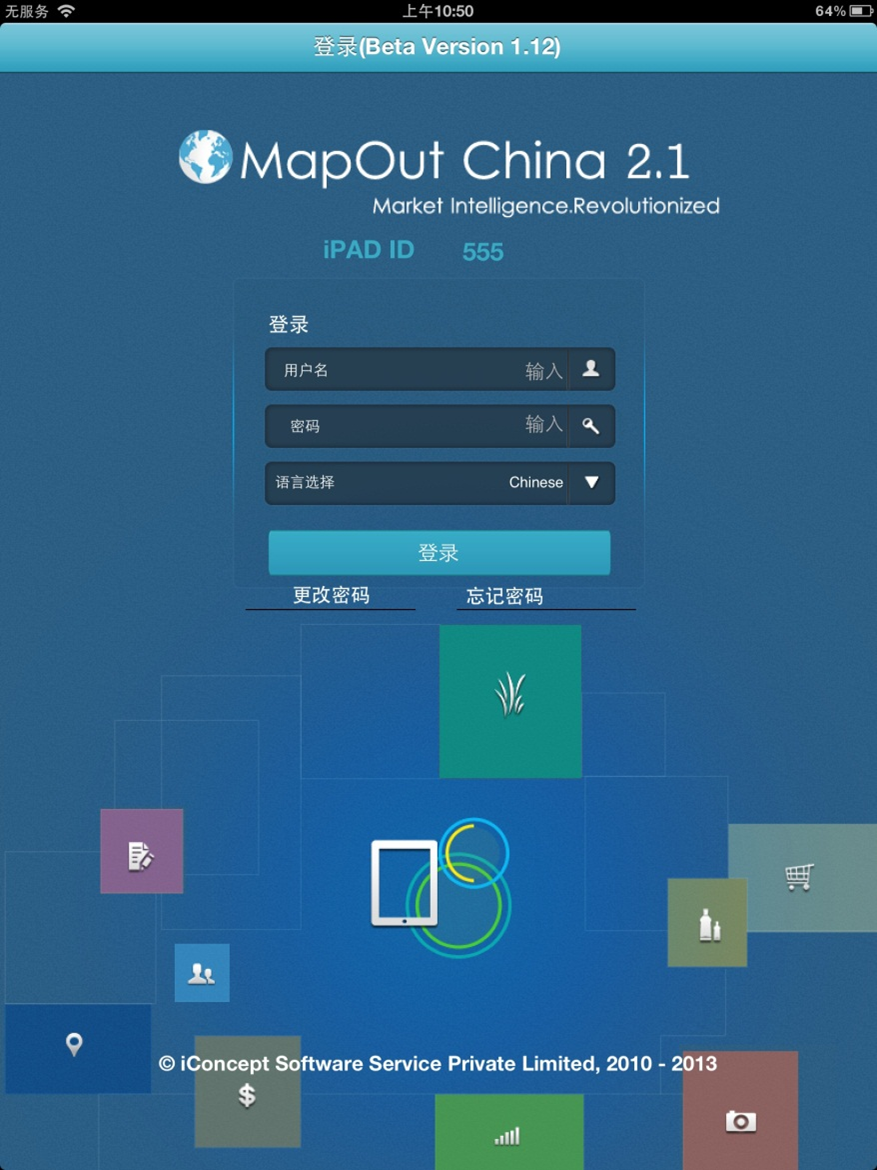 无服务 上午10:50 64%
登录(Beta Version 1.12)
MapOut China 2.1
Market Intelligence.Revolutionized
iPAD ID 555
登录
用户名 输入
密码 输入
语言选择 Chinese
登录
更改密码 忘记密码
© iConcept Software Service Private Limited, 2010 - 2013
$